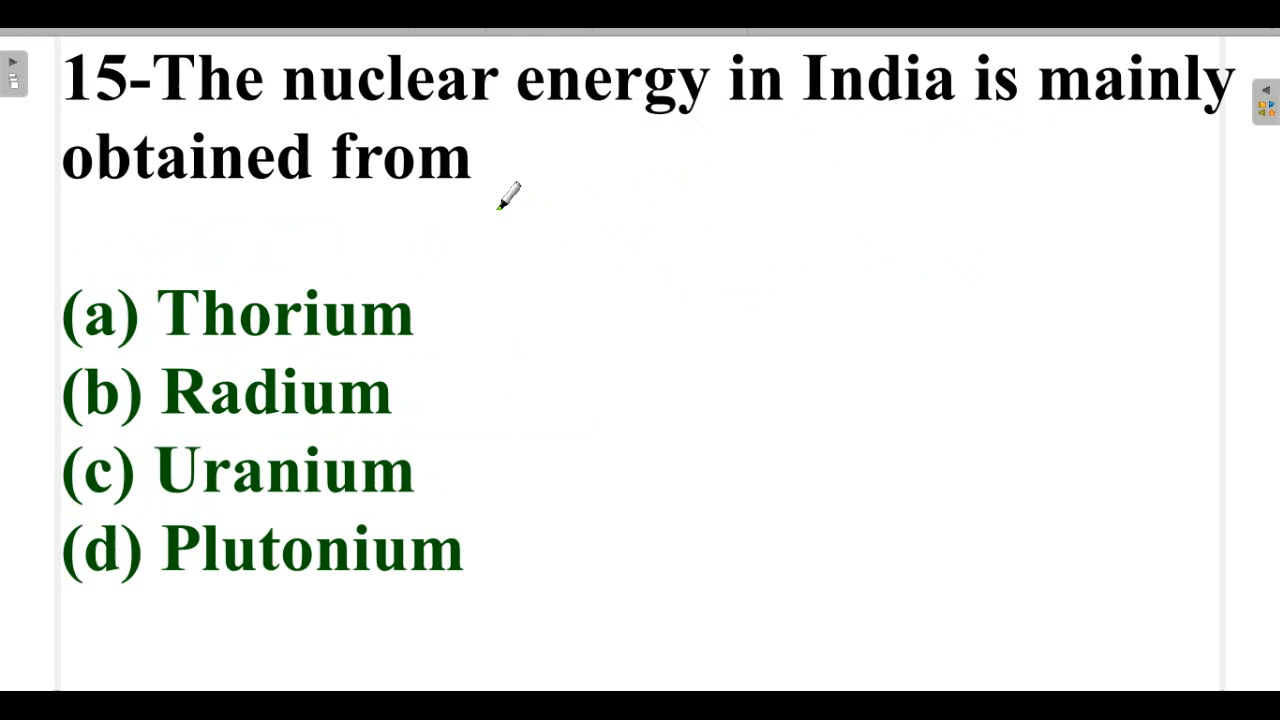 15-The nuclear energy in India is mainly
obtained from
(a) Thorium
(b) Radium
(c) Uranium
(d) Plutonium